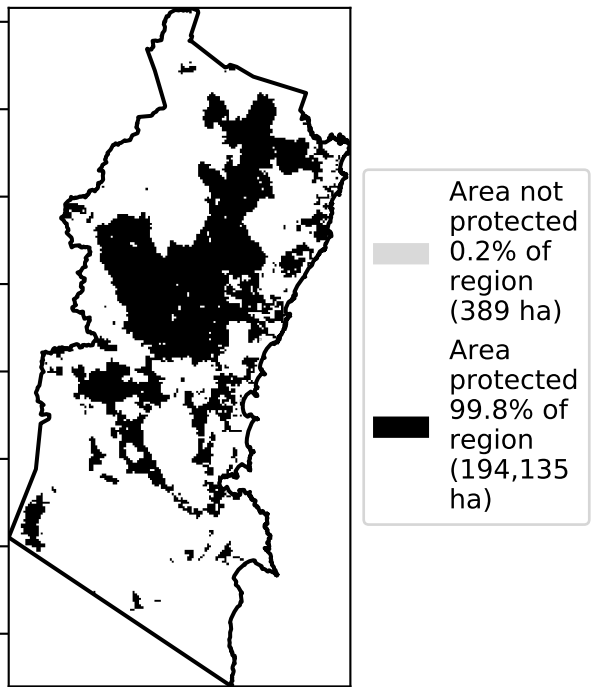 Area not
protected
0.2% of
region
(389 ha)
Area
protected
99.8% of
region
(194,135
ha)